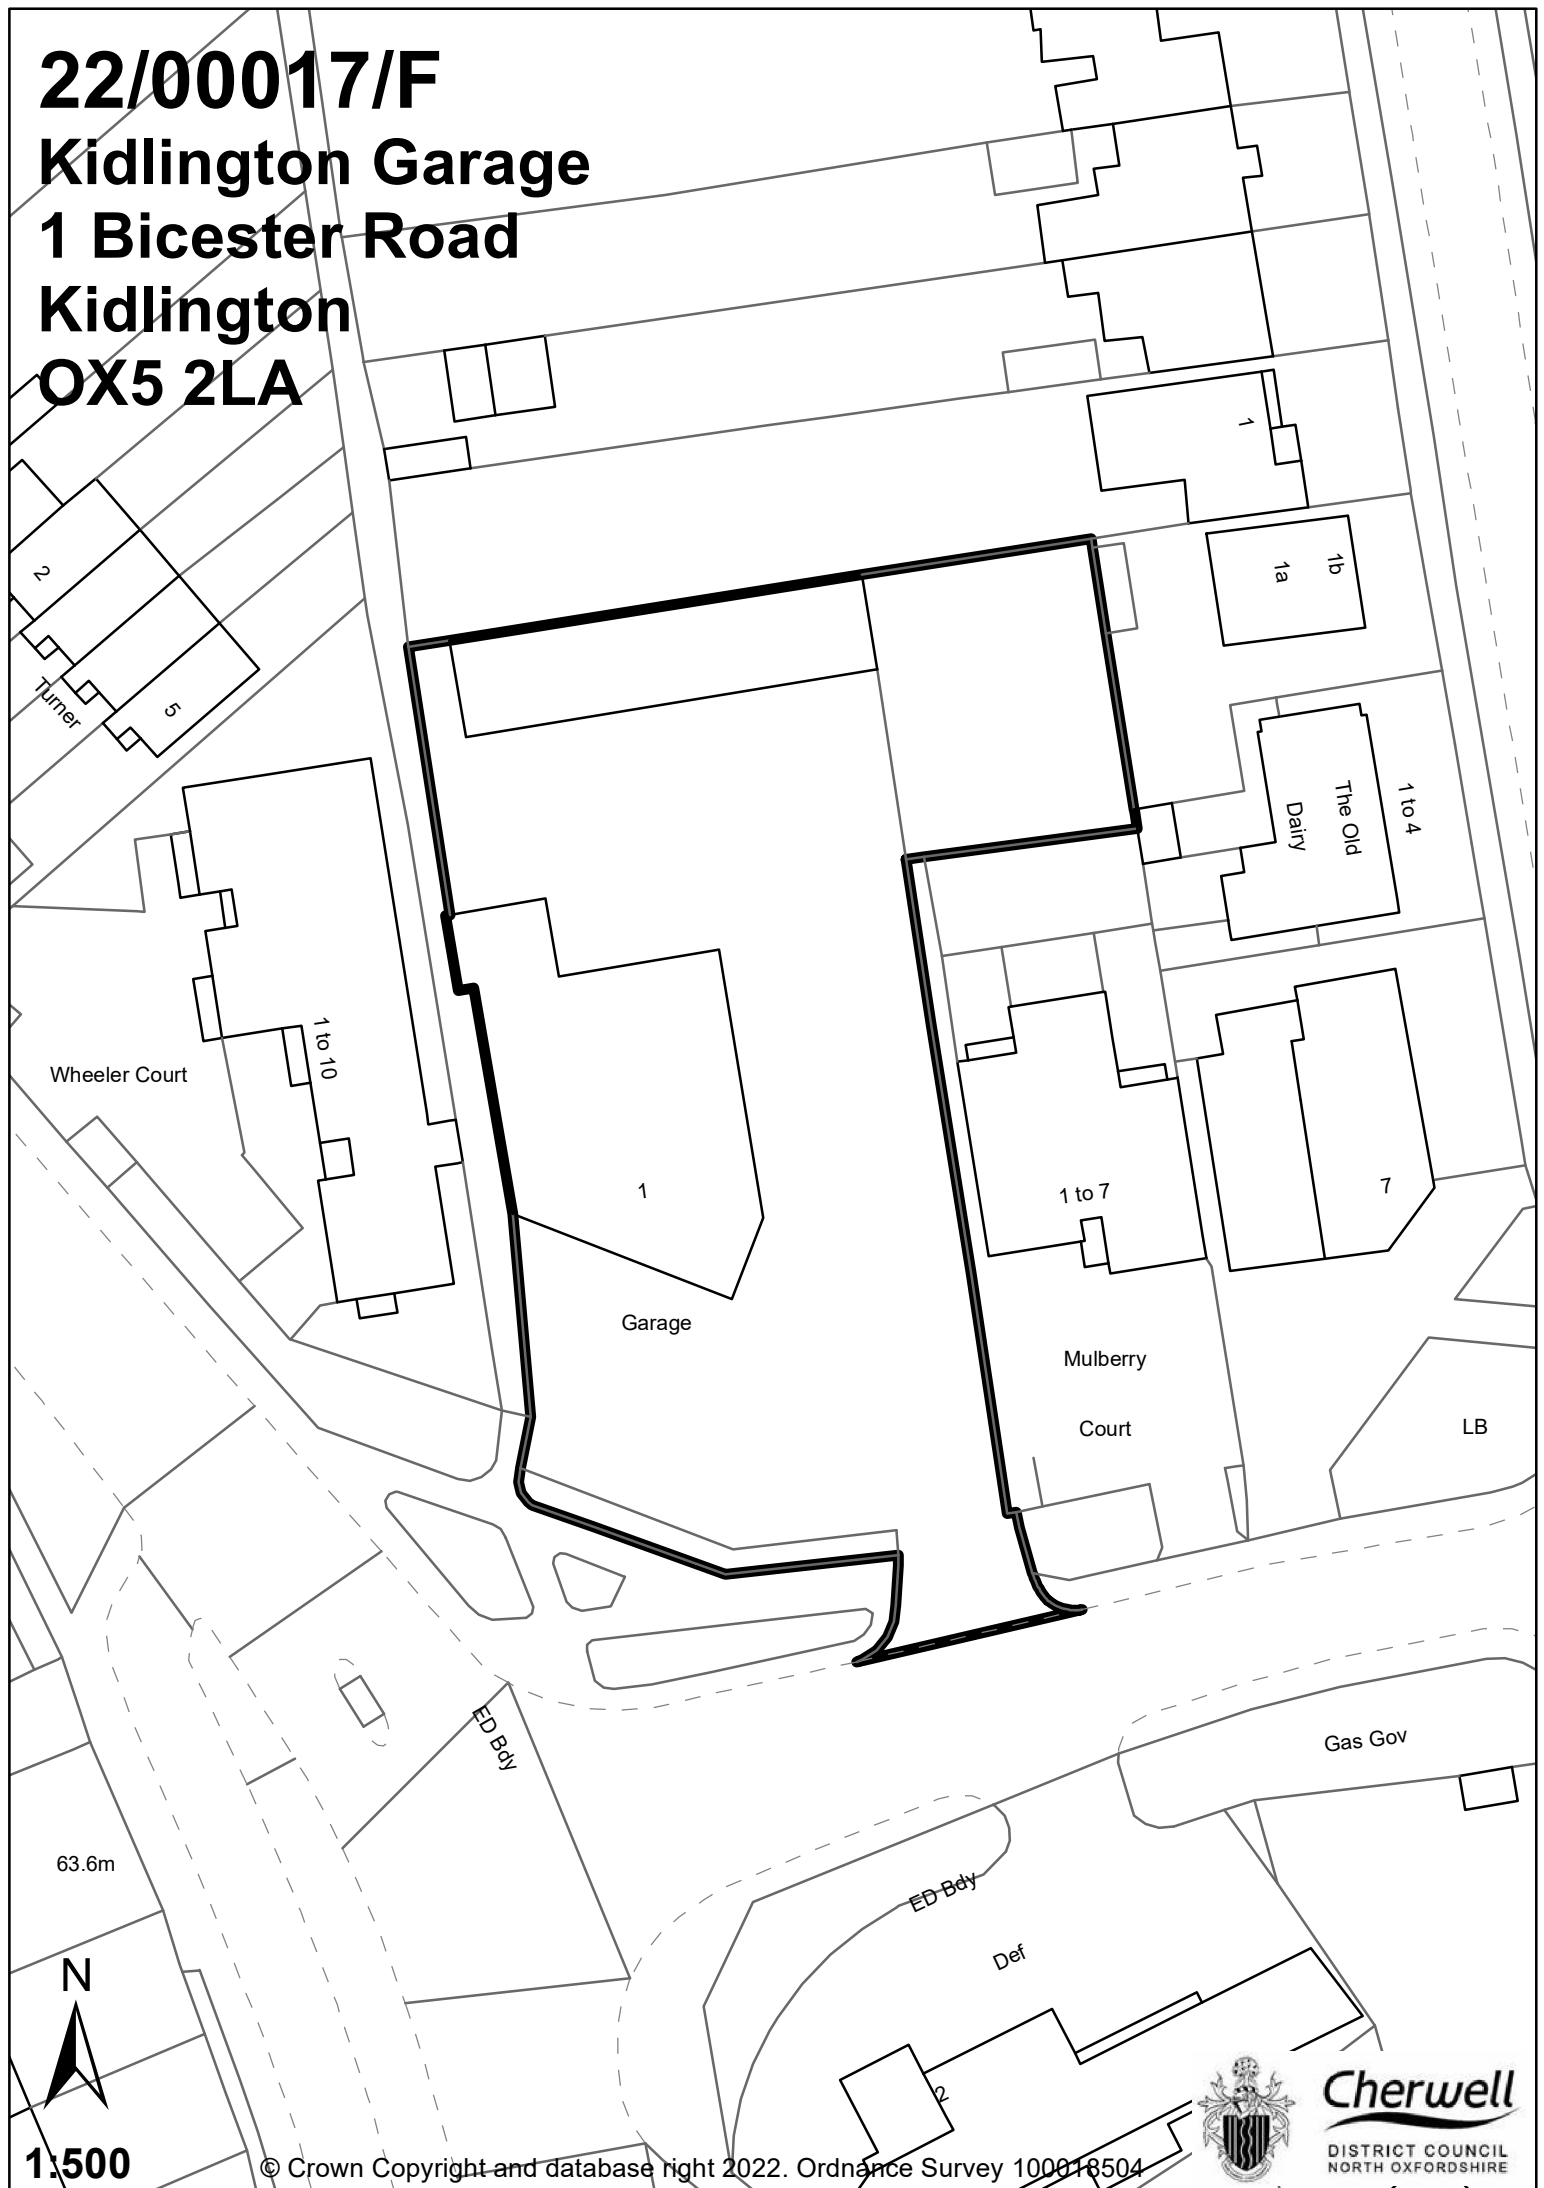 22/00017/F
Kidlington Garage
1 Bicester Road
Kidlington
OX5 2LA
1
1b
1a
2
Turner
5
1 to 4
The Old
Dairy
1 to 10
Wheeler Court
1
1 to 7
7
Garage
Mulberry
Court
LB
ED Bdy
Gas Gov
63.6m
ED Bdy
Def
N
2
Cherwell
DISTRICT COUNCIL
NORTH OXFORDSHIRE
1:500
© Crown Copyright and database right 2022. Ordnance Survey 100018504